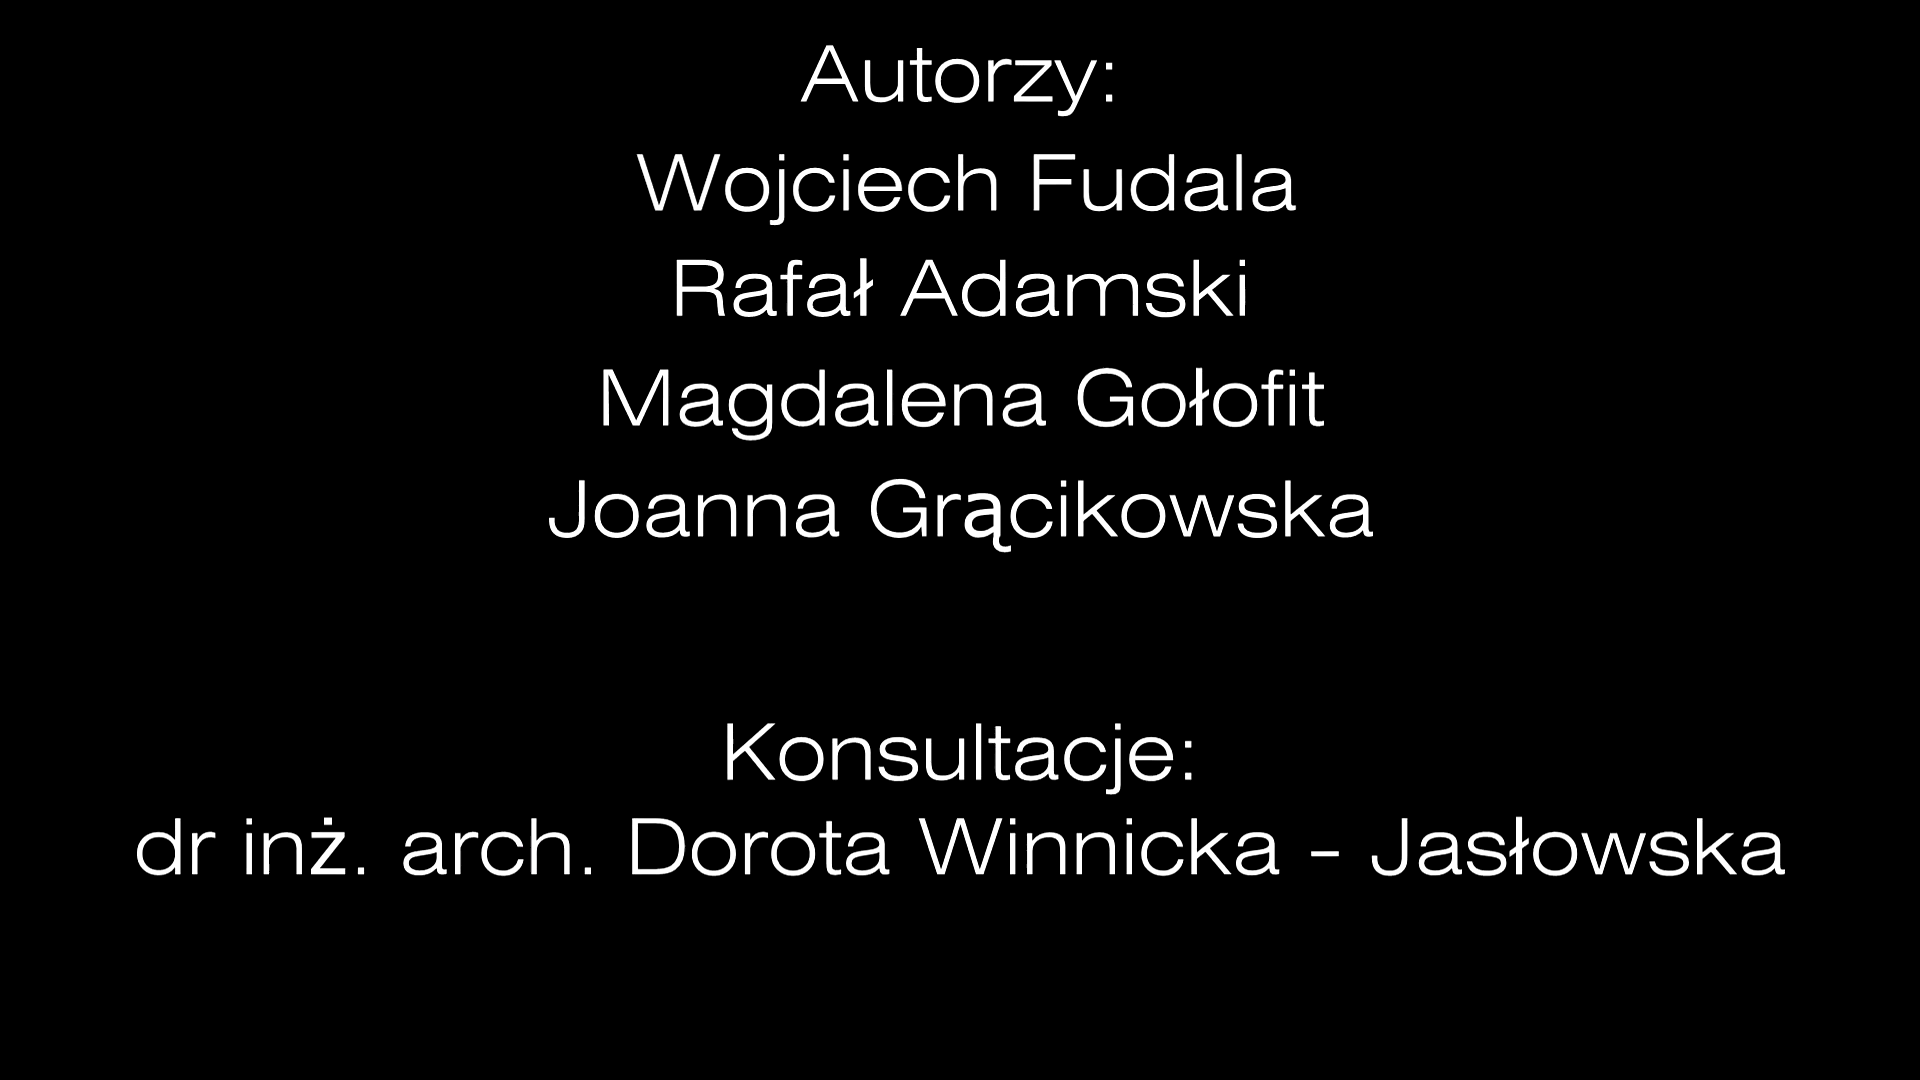 Autorzy:
Wojciech Fudala
Rafał Adamski
Magdalena Gołofit
Joanna Grącikowska
Konsultacje:
dr inż. arch. Dorota Winnicka - Jasłowska